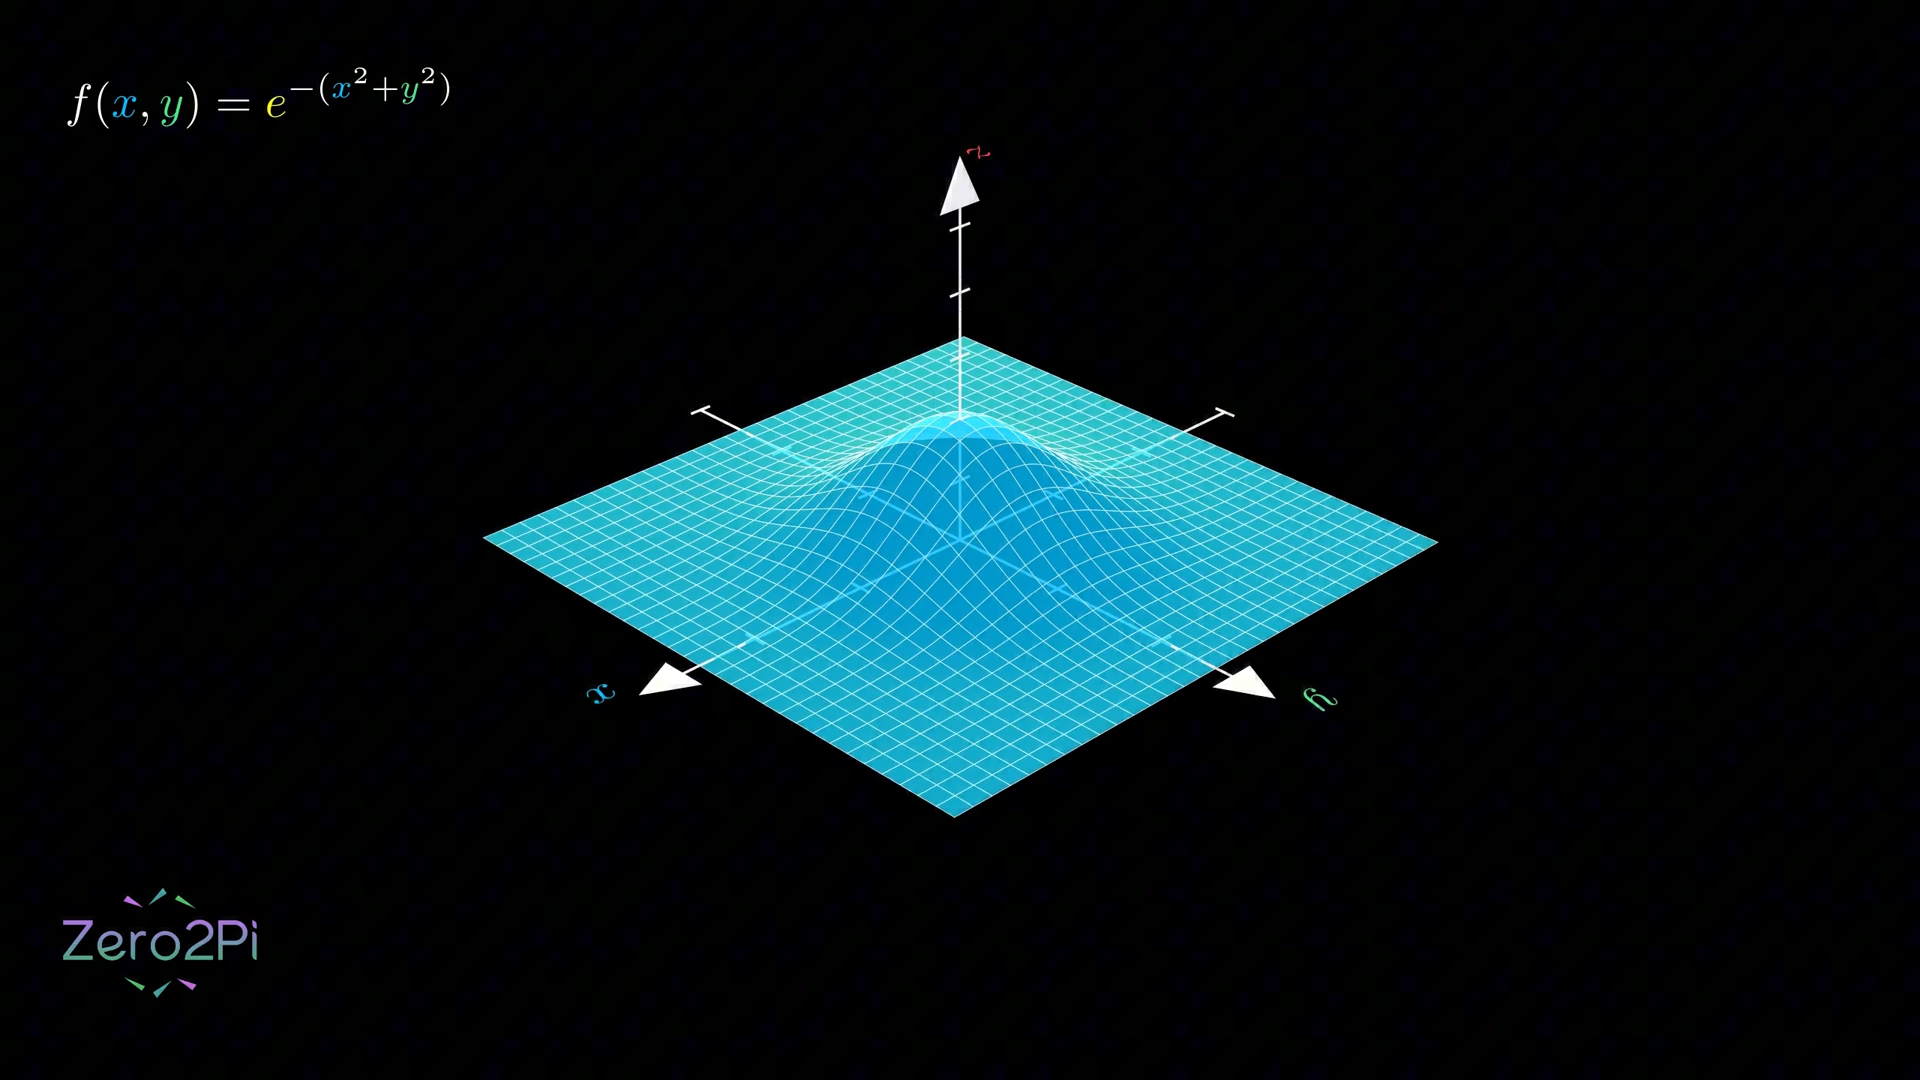 f(x, y) = e^{-(x^2+y^2)}
z
x
y
Zero2Pi